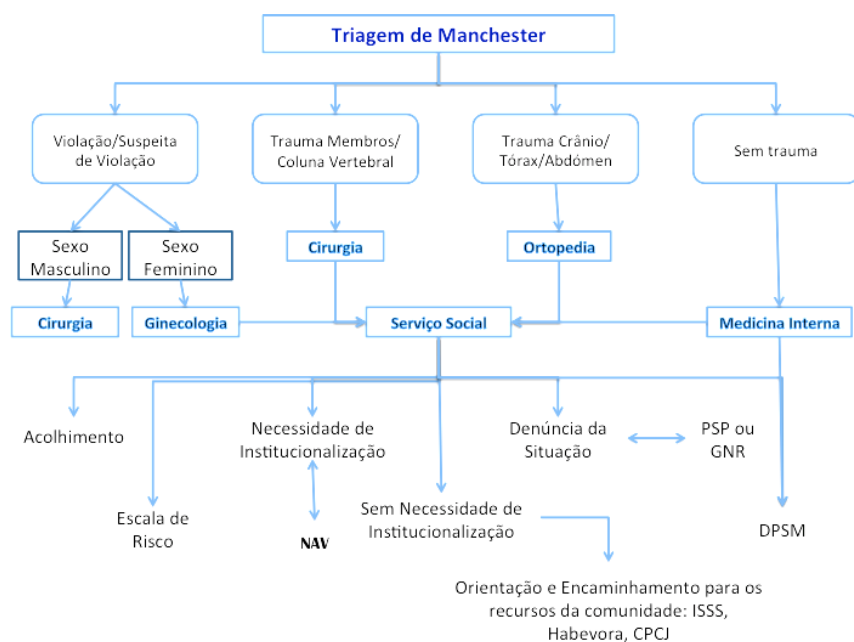 Triagem de Manchester
Violação/Suspeita
de Violação
Trauma Membros/
Coluna Vertebral
Trauma Crânio/
Tórax/Abdómen
Sem trauma
Sexo
Masculino
Sexo
Feminino
Cirurgia
Ortopedia
Cirurgia
Ginecologia
Serviço Social
Medicina Interna
Acolhimento
Necessidade de
Institucionalização
Denúncia da
Situação
PSP ou
GNR
Escala de
Risco
NAV
Sem Necessidade de
Institucionalização
DPSM
Orientação e Encaminhamento para os
recursos da comunidade: ISSS,
Habevora, CPCJ